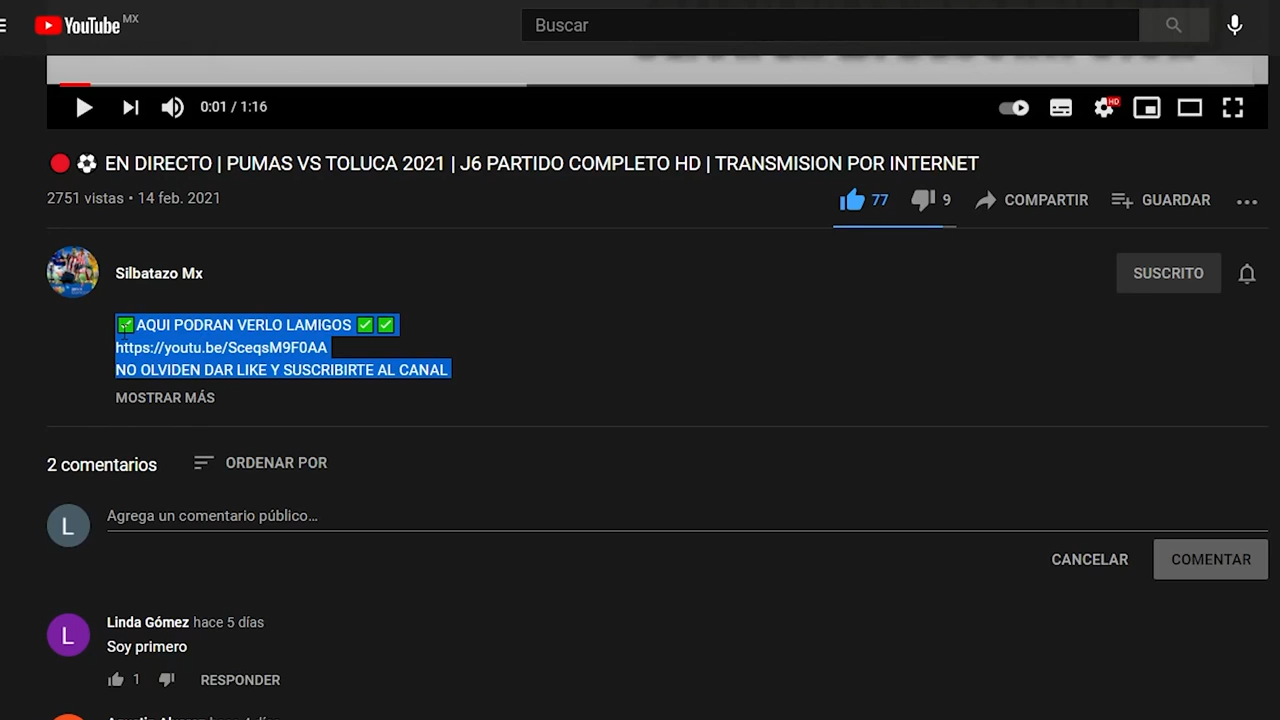 YouTube MX
Buscar
0:01 / 1:16
HD
EN DIRECTO | PUMAS VS TOLUCA 2021 | J6 PARTIDO COMPLETO HD | TRANSMISION POR INTERNET
2751 vistas • 14 feb. 2021
77
9
COMPARTIR
GUARDAR
Silbatazo Mx
SUSCRITO
✅AQUI PODRAN VERLO LAMIGOS ✅ ✅
https://youtu.be/SceqsM9F0AA
NO OLVIDEN DAR LIKE Y SUSCRIBIRTE AL CANAL
MOSTRAR MÁS
2 comentarios
ORDENAR POR
L
Agrega un comentario público...
CANCELAR
COMENTAR
L
Linda Gómez hace 5 días
Soy primero
1
RESPONDER